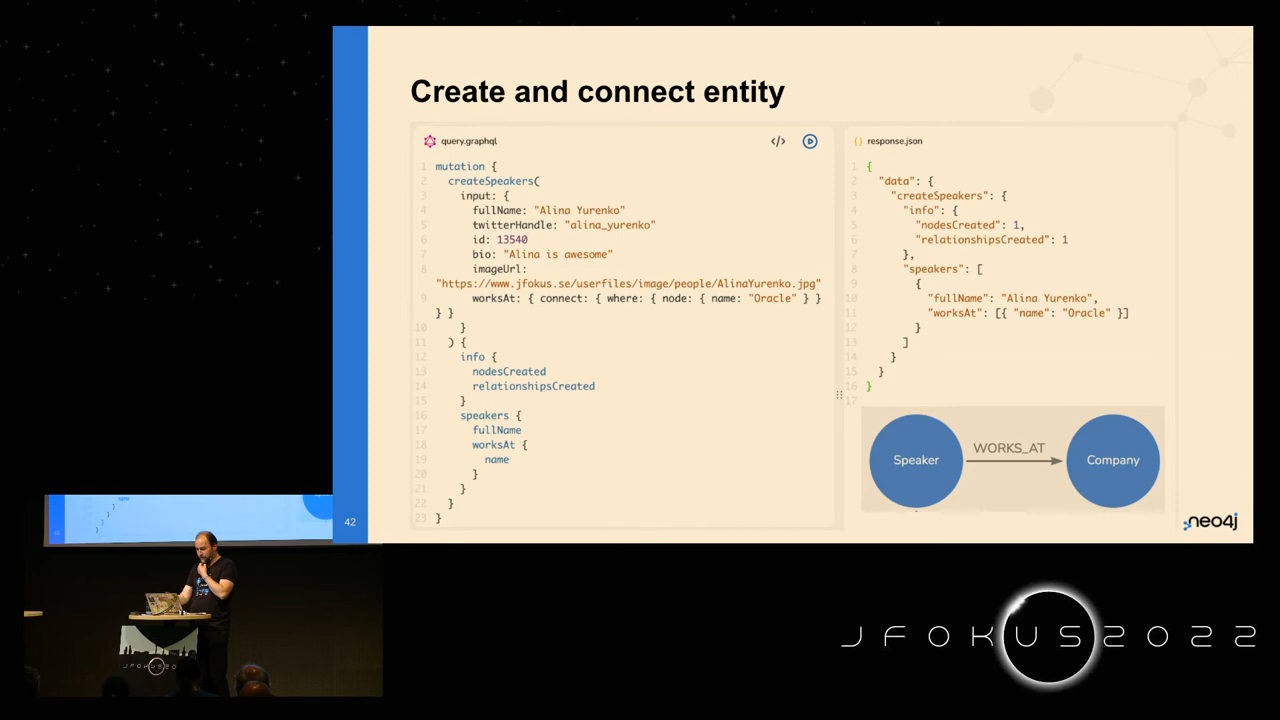 Create and connect entity
query.graphql
</>
1 mutation {
2 createSpeakers(
3 input: {
4 fullName: "Alina Yurenko"
5 twitterHandle: "alina_yurenko"
6 id: 13540
7 bio: "Alina is awesome"
8 imageUrl:
"https://www.jfokus.se/userfiles/image/people/AlinaYurenko.jpg"
9 worksAt: { connect: { where: { node: { name: "Oracle" } }
} }
10 }
11 ) {
12 info {
13 nodesCreated
14 relationshipsCreated
15 }
16 speakers {
17 fullName
18 worksAt {
19 name
20 }
21 }
22 }
23 }
{} response.json
1 {
2 "data": {
3 "createSpeakers": {
4 "info": {
5 "nodesCreated": 1,
6 "relationshipsCreated": 1
7 },
8 "speakers": [
9 {
10 "fullName": "Alina Yurenko",
11 "worksAt": [{ "name": "Oracle" }]
12 }
13 ]
14 }
15 }
16 }
17
Speaker
WORKS_AT
Company
42
neo4j
JFOKUS2022
JFOKUS20